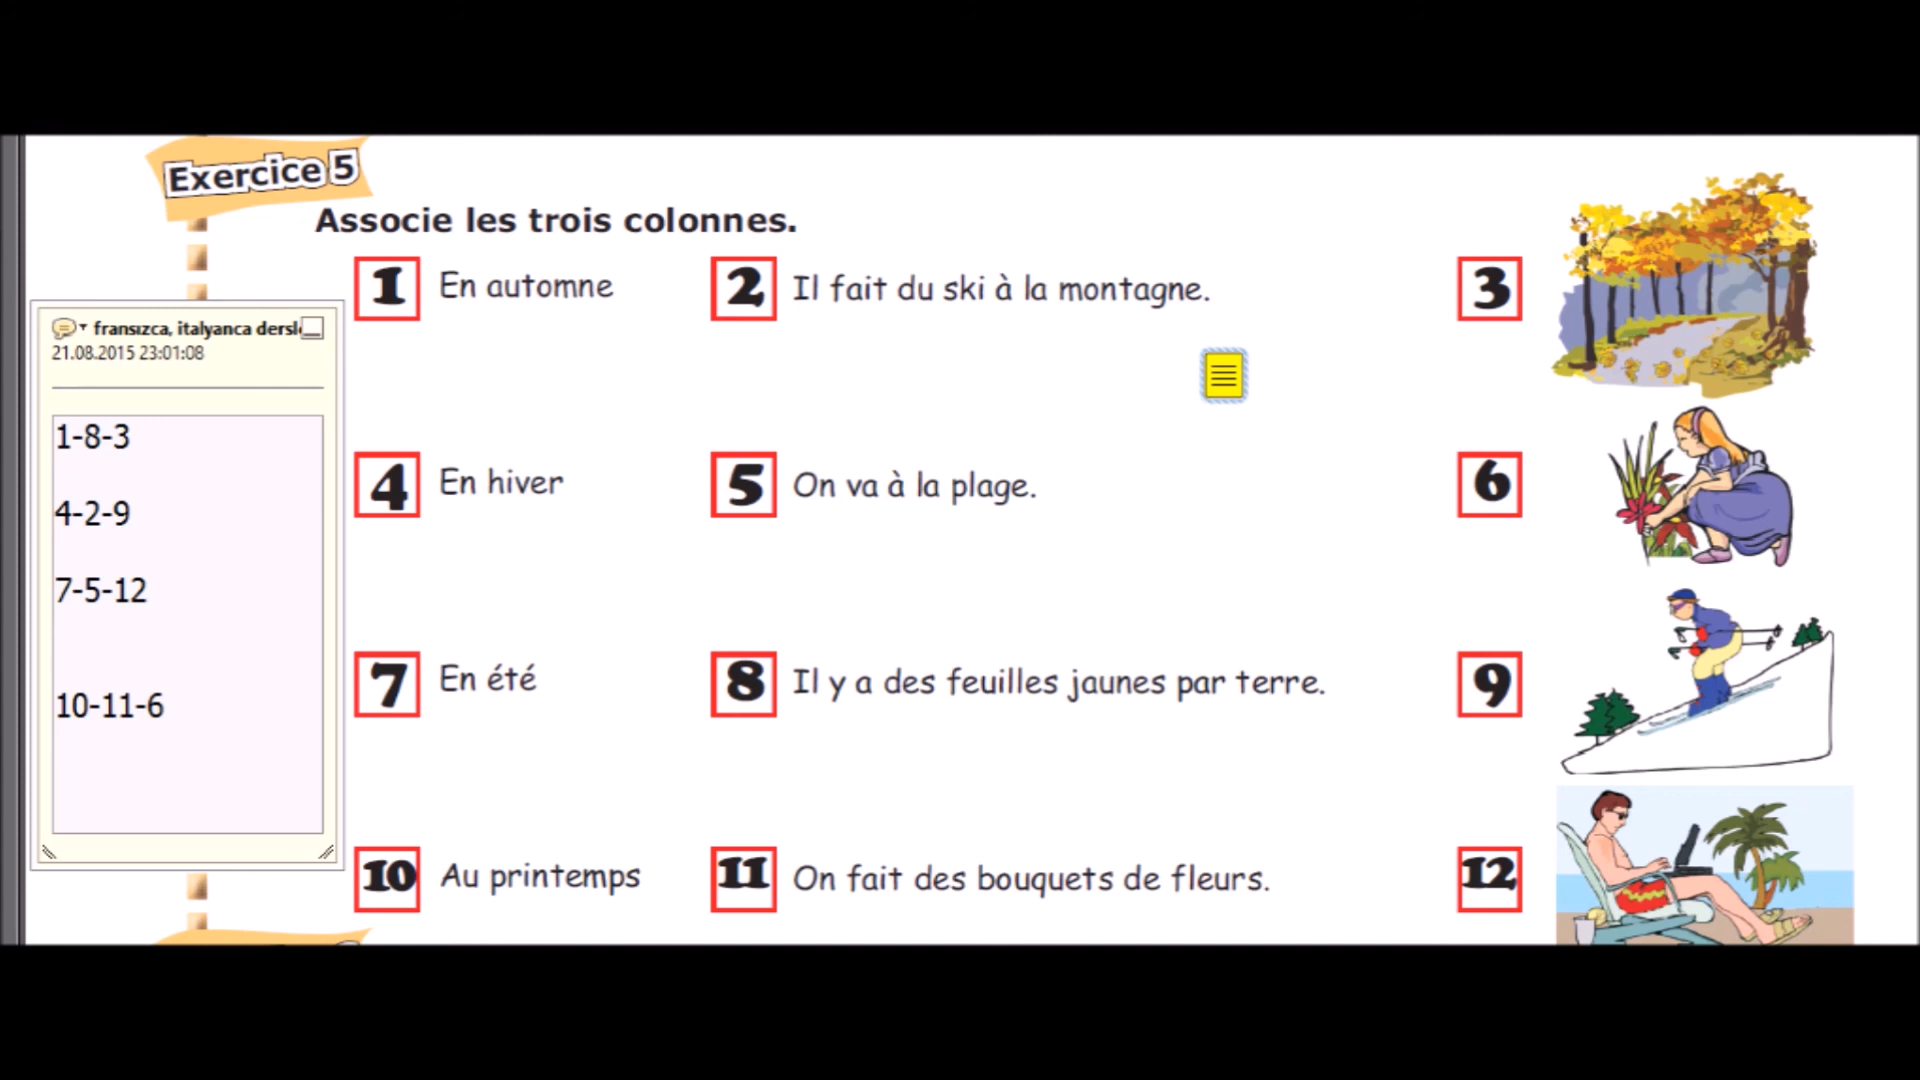 Exercice 5
Associe les trois colonnes.
1 En automne 2 Il fait du ski à la montagne. 3
4 En hiver 5 On va à la plage. 6
7 En été 8 Il y a des feuilles jaunes par terre. 9
10 Au printemps 11 On fait des bouquets de fleurs. 12
fransızca, italyanca
21.08.2015 23:01:08
1-8-3
4-2-9
7-5-12
10-11-6